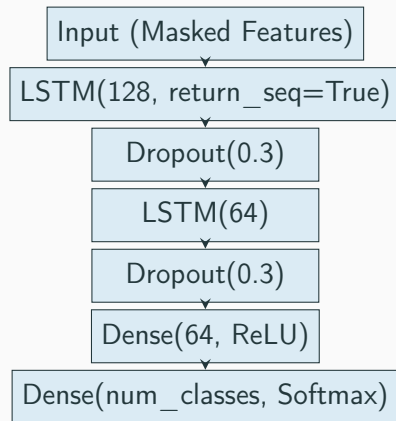 Input (Masked Features)
LSTM(128, return_seq=True)
Dropout(0.3)
LSTM(64)
Dropout(0.3)
Dense(64, ReLU)
Dense(num_classes, Softmax)